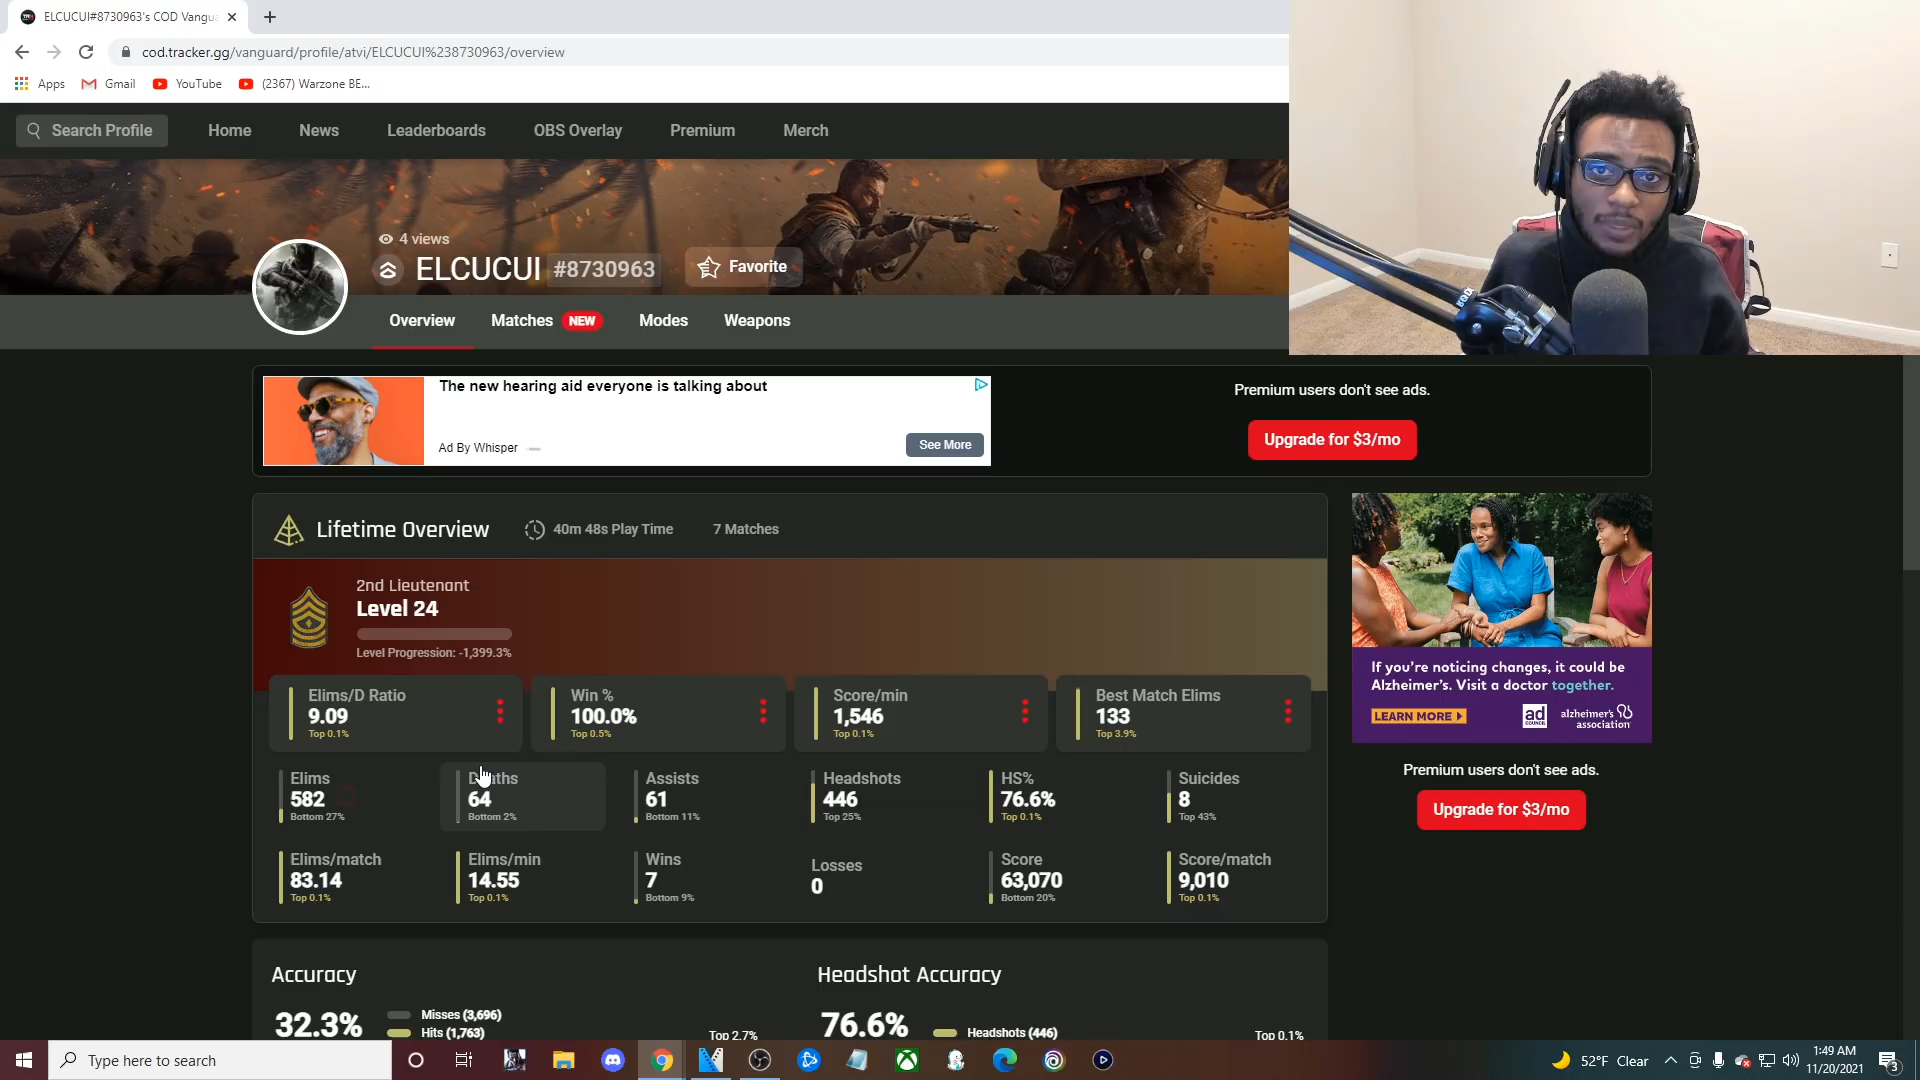 ELCUCUI#8730963's COD Vangua
cod.tracker.gg/vanguard/profile/atvi/ELCUCUI%238730963/overview
Apps Gmail YouTube (2367) Warzone BE...
Search Profile Home News Leaderboards OBS Overlay Premium Merch
4 views
ELCUCUI #8730963 Favorite
Overview Matches NEW Modes Weapons
The new hearing aid everyone is talking about
Ad By Whisper
See More
Premium users don't see ads.
Upgrade for $3/mo
Lifetime Overview 40m 48s Play Time 7 Matches
2nd Lieutenant
Level 24
Level Progression: -1,399.3%
Elims/D Ratio
9.09
Top 0.1%
Win %
100.0%
Top 0.5%
Score/min
1,546
Top 0.1%
Best Match Elims
133
Top 3.9%
Elims
582
Bottom 27%
Deaths
64
Bottom 2%
Assists
61
Bottom 11%
Headshots
446
Top 25%
HS%
76.6%
Top 0.1%
Suicides
8
Top 43%
Elims/match
83.14
Top 0.1%
Elims/min
14.55
Top 0.1%
Wins
7
Bottom 9%
Losses
0
Score
63,070
Bottom 20%
Score/match
9,010
Top 0.1%
If you're noticing changes, it could be
Alzheimer's. Visit a doctor together.
LEARN MORE
ad
COUNCIL
alzheimer's
association
Premium users don't see ads.
Upgrade for $3/mo
Accuracy
32.3%
Misses (3,696)
Hits (1,763)
Top 2.7%
Headshot Accuracy
76.6%
Headshots (446)
Top 0.1%
Type here to search
52°F Clear
1:49 AM
11/20/2021
3